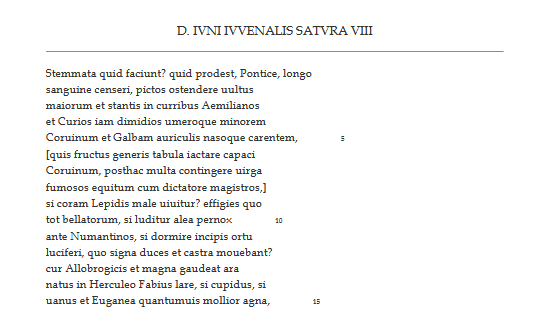 D. IVNI IVVENALIS SATVRA VIII
Stemmata quid faciunt? quid prodest, Pontice, longo
sanguine censeri, pictos ostendere uultus
maiorum et stantis in curribus Aemilianos
et Curios iam dimidios umeroque minorem
Coruinum et Galbam auriculis nasoque carentem, 5
[quis fructus generis tabula iactare capaci
Coruinum, posthac multa contingere uirga
fumosos equitum cum dictatore magistros,]
si coram Lepidis male uiuitur? effigies quo
tot bellatorum, si luditur alea pernox 10
ante Numantinos, si dormire incipis ortu
luciferi, quo signa duces et castra mouebant?
cur Allobrogicis et magna gaudeat ara
natus in Herculeo Fabius lare, si cupidus, si
uanus et Euganea quantumuis mollior agna, 15